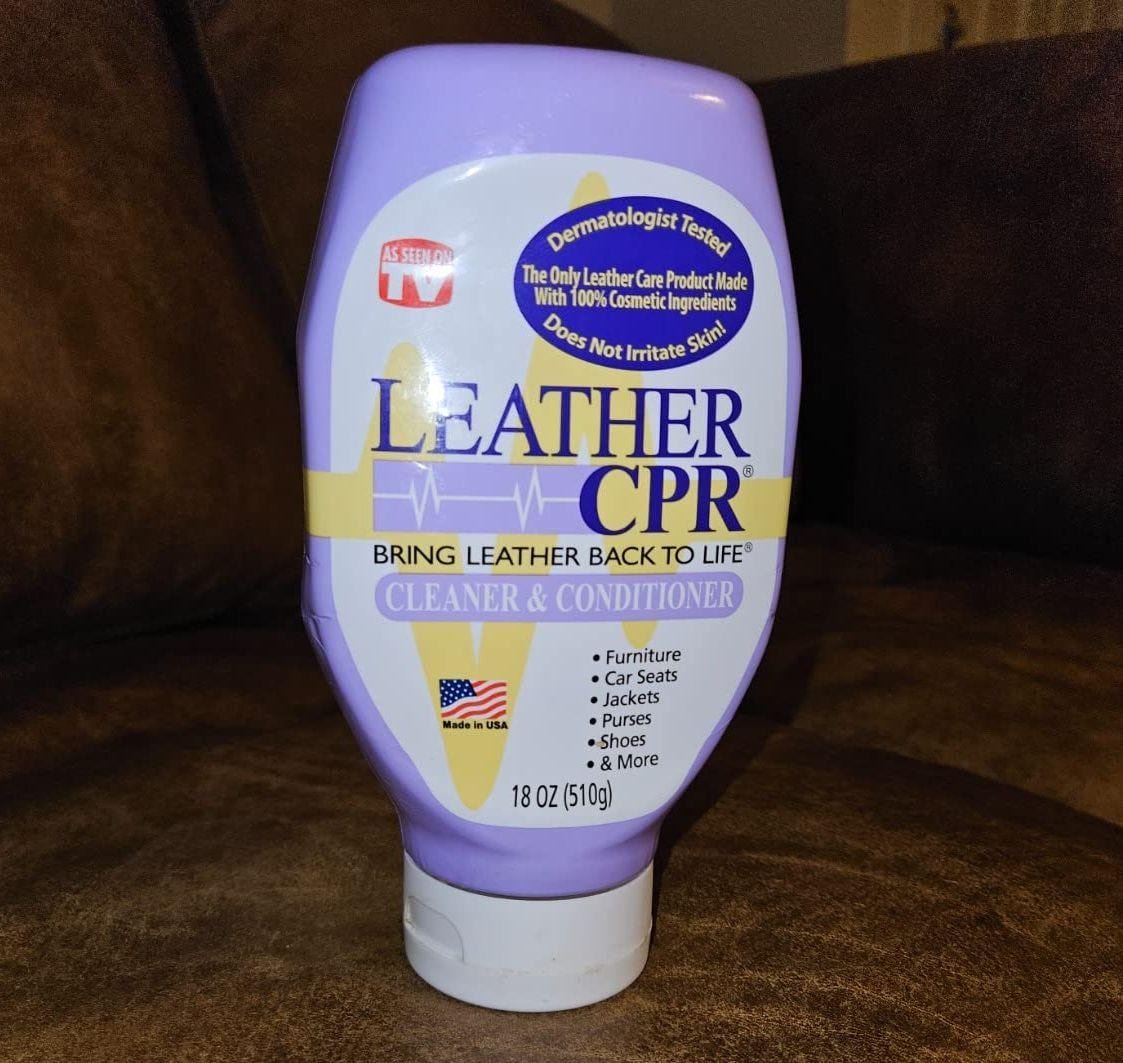 AS SEEN ON
TV
Dermatologist Tested
The Only Leather Care Product Made
With 100% Cosmetic Ingredients
Does Not Irritate Skin!
LEATHER
CPR®
BRING LEATHER BACK TO LIFE®
CLEANER & CONDITIONER
• Furniture
• Car Seats
• Jackets
• Purses
• Shoes
• & More
Made in USA
18 OZ (510g)